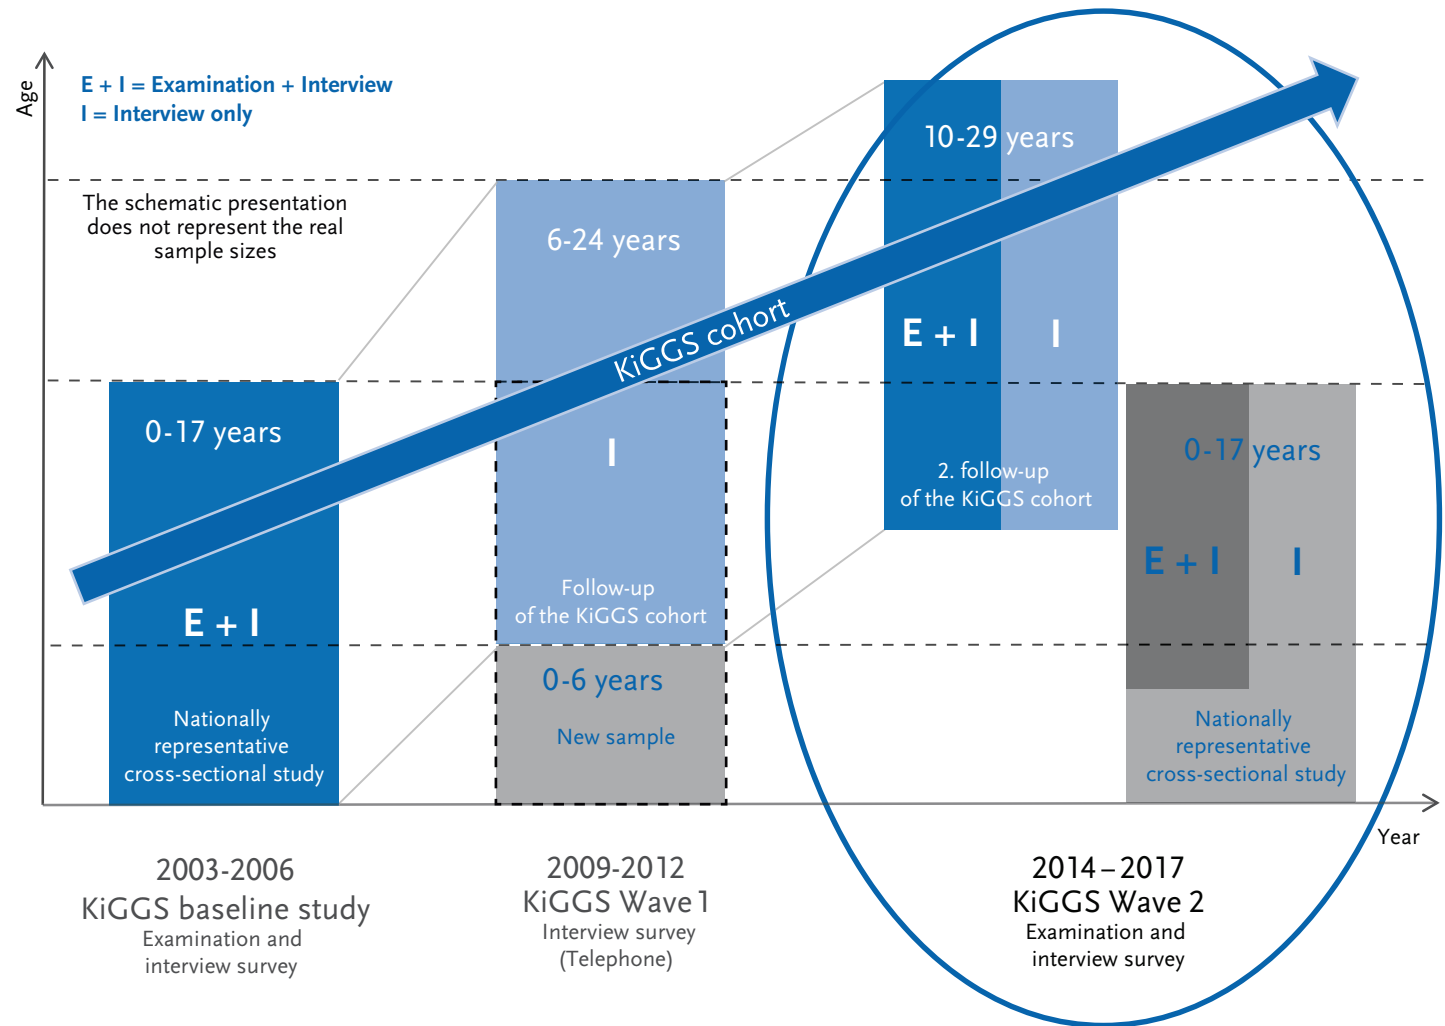 Age
E + I = Examination + Interview
I = Interview only
The schematic presentation
does not represent the real
sample sizes
0-17 years
E + I
Nationally
representative
cross-sectional study
6-24 years
KiGGS cohort
I
Follow-up
of the KiGGS cohort
0-6 years
New sample
10-29 years
E + I
I
2. follow-up
of the KiGGS cohort
0-17 years
E + I
I
Nationally
representative
cross-sectional study
Year
2003-2006
KiGGS baseline study
Examination and
interview survey
2009-2012
KiGGS Wave 1
Interview survey
(Telephone)
2014–2017
KiGGS Wave 2
Examination and
interview survey